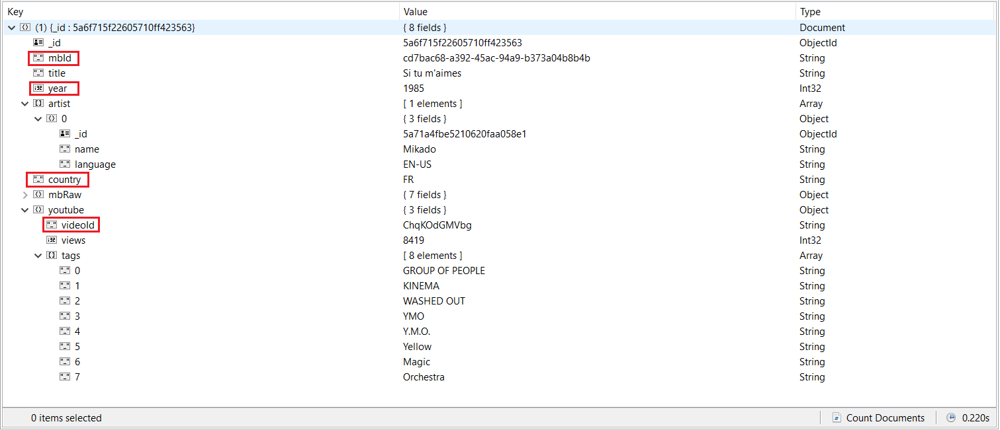 Key Value Type
(1) {_id : 5a6f715f22605710ff423563} { 8 fields } Document
_id 5a6f715f22605710ff423563 ObjectId
"_" mbId cd7bac68-a392-45ac-94a9-b373a04b8b4b String
"_" title Si tu m'aimes String
i32 year 1985 Int32
artist [ 1 elements ] Array
0 { 3 fields } Object
_id 5a71a4fbe5210620faa058e1 ObjectId
"_" name Mikado String
"_" language EN-US String
"_" country FR String
mbRaw { 7 fields } Object
youtube { 3 fields } Object
"_" videoId ChqKOdGMVbg String
i32 views 8419 Int32
tags [ 8 elements ] Array
"_" 0 GROUP OF PEOPLE String
"_" 1 KINEMA String
"_" 2 WASHED OUT String
"_" 3 YMO String
"_" 4 Y.M.O. String
"_" 5 Yellow String
"_" 6 Magic String
"_" 7 Orchestra String
0 items selected # Count Documents 0.220s